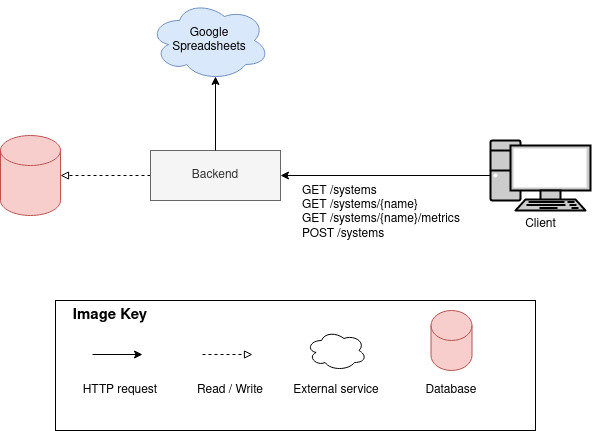 Google
Spreadsheets
Backend
GET /systems
GET /systems/{name}
GET /systems/{name}/metrics
POST /systems
Client
Image Key
HTTP request
Read / Write
External service
Database